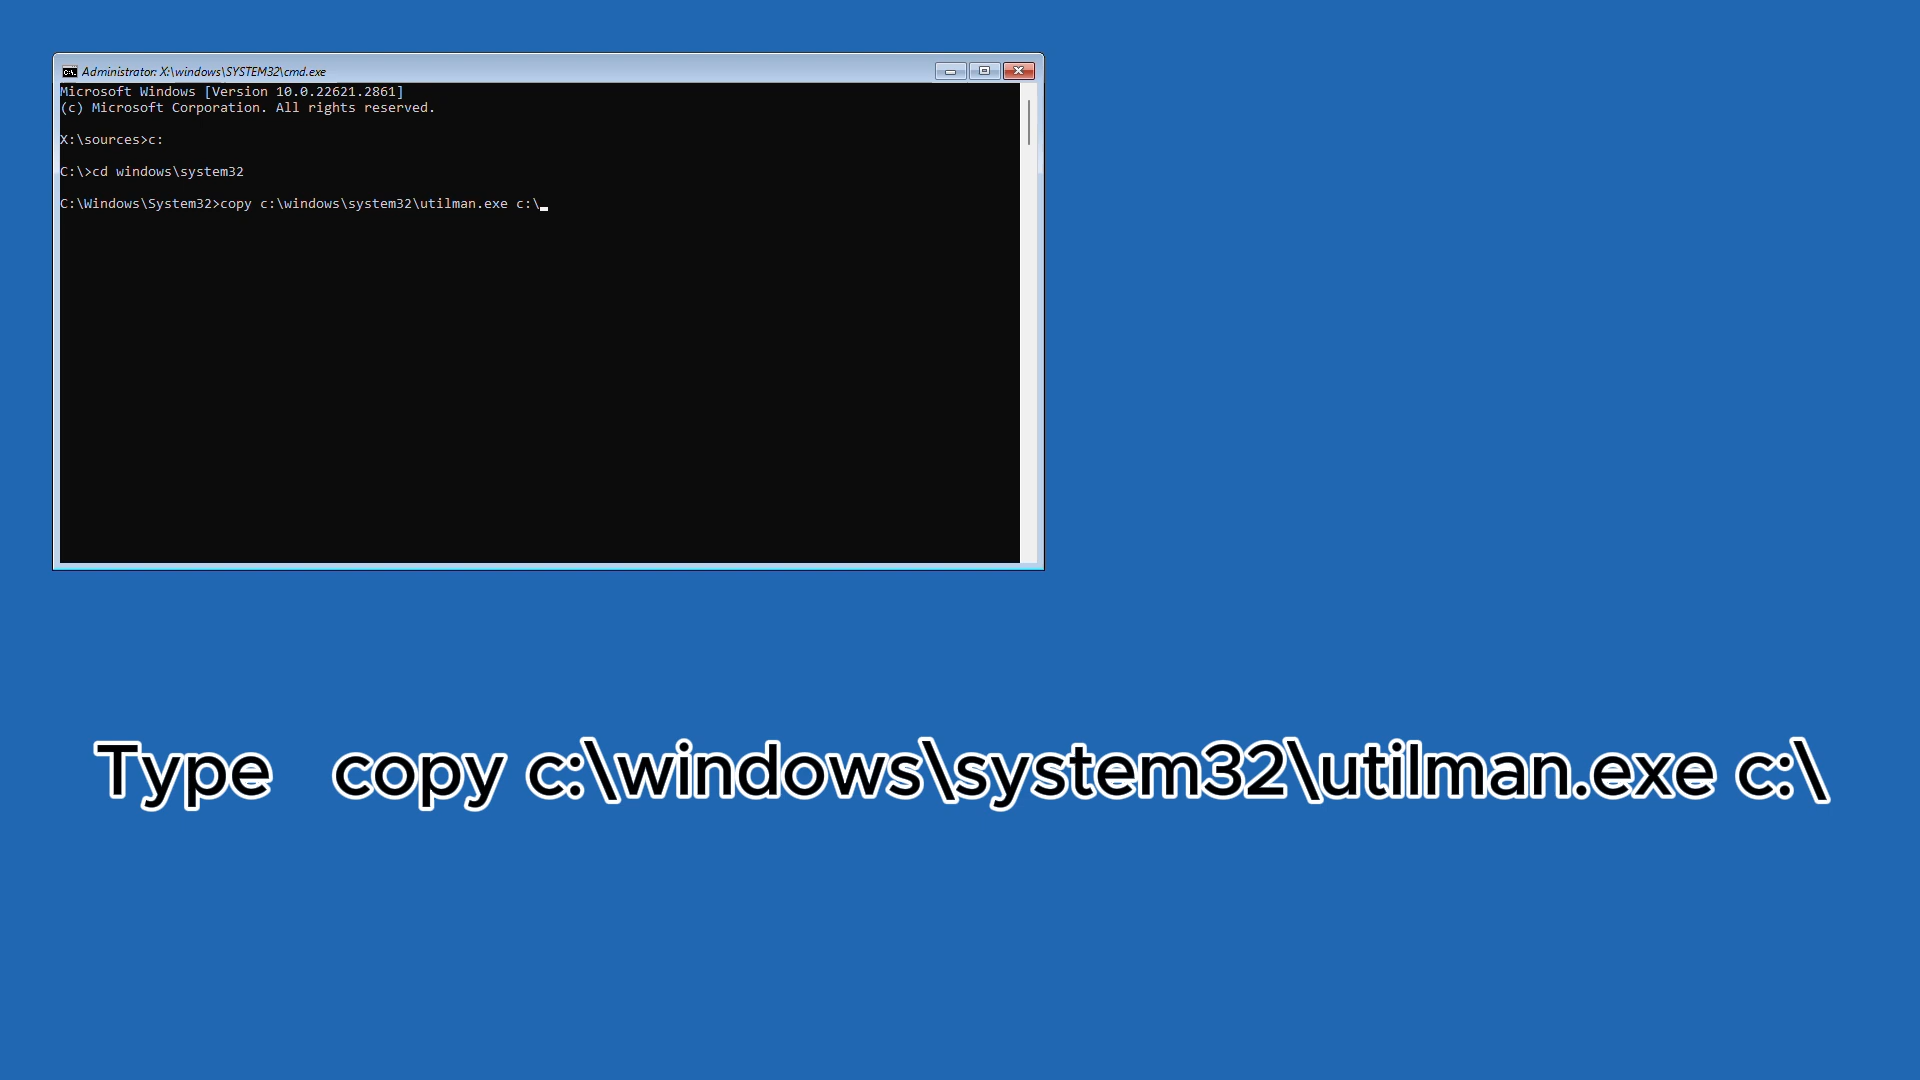 Administrator: X:\windows\SYSTEM32\cmd.exe
Microsoft Windows [Version 10.0.22621.2861]
(c) Microsoft Corporation. All rights reserved.
X:\sources>c:
C:\>cd windows\system32
C:\Windows\System32>copy c:\windows\system32\utilman.exe c:\
Type copy c:\windows\system32\utilman.exe c:\